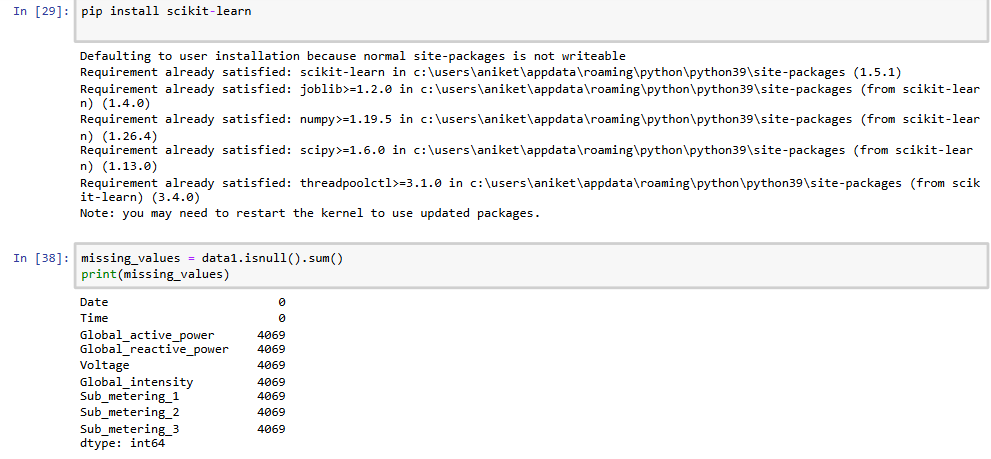 In [29]: pip install scikit-learn
Defaulting to user installation because normal site-packages is not writeable
Requirement already satisfied: scikit-learn in c:\users\aniket\appdata\roaming\python\python39\site-packages (1.5.1)
Requirement already satisfied: joblib>=1.2.0 in c:\users\aniket\appdata\roaming\python\python39\site-packages (from scikit-lear
n) (1.4.0)
Requirement already satisfied: numpy>=1.19.5 in c:\users\aniket\appdata\roaming\python\python39\site-packages (from scikit-lear
n) (1.26.4)
Requirement already satisfied: scipy>=1.6.0 in c:\users\aniket\appdata\roaming\python\python39\site-packages (from scikit-lear
n) (1.13.0)
Requirement already satisfied: threadpoolctl>=3.1.0 in c:\users\aniket\appdata\roaming\python\python39\site-packages (from scik
it-learn) (3.4.0)
Note: you may need to restart the kernel to use updated packages.
In [38]: missing_values = data1.isnull().sum()
print(missing_values)
Date 0
Time 0
Global_active_power 4069
Global_reactive_power 4069
Voltage 4069
Global_intensity 4069
Sub_metering_1 4069
Sub_metering_2 4069
Sub_metering_3 4069
dtype: int64